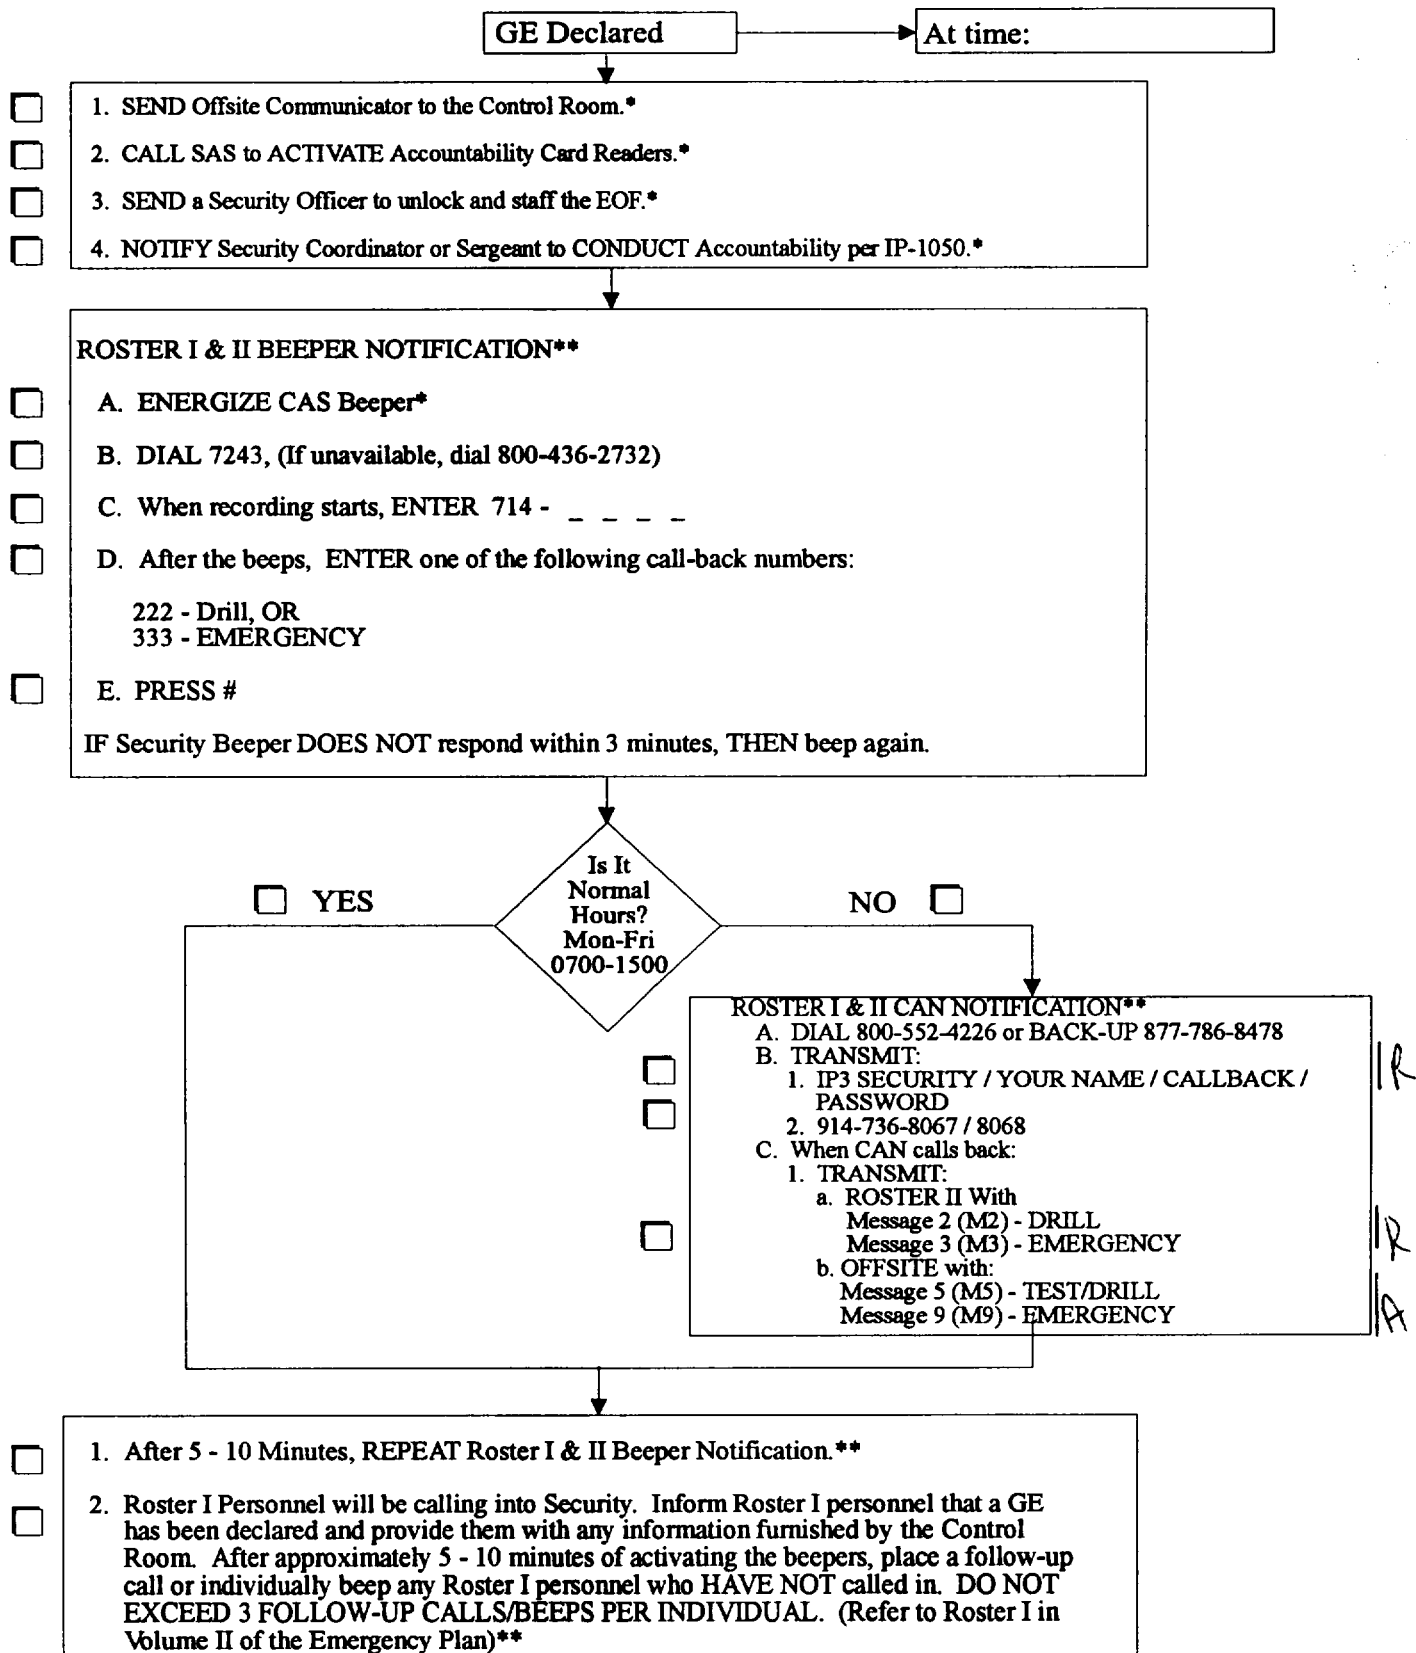 GE Declared
At time:
1. SEND Offsite Communicator to the Control Room.*
2. CALL SAS to ACTIVATE Accountability Card Readers.*
3. SEND a Security Officer to unlock and staff the EOF.*
4. NOTIFY Security Coordinator or Sergeant to CONDUCT Accountability per IP-1050.*
ROSTER I & II BEEPER NOTIFICATION**
A. ENERGIZE CAS Beeper*
B. DIAL 7243, (If unavailable, dial 800-436-2732)
C. When recording starts, ENTER 714 - _ _ _ _
D. After the beeps, ENTER one of the following call-back numbers:
222 - Drill, OR
333 - EMERGENCY
E. PRESS #
IF Security Beeper DOES NOT respond within 3 minutes, THEN beep again.
Is It
Normal
Hours?
Mon-Fri
0700-1500
YES
NO
ROSTER I & II CAN NOTIFICATION**
A. DIAL 800-552-4226 or BACK-UP 877-786-8478
B. TRANSMIT:
1. IP3 SECURITY / YOUR NAME / CALLBACK /
PASSWORD
2. 914-736-8067 / 8068
C. When CAN calls back:
1. TRANSMIT:
a. ROSTER II With
Message 2 (M2) - DRILL
Message 3 (M3) - EMERGENCY
b. OFFSITE with:
Message 5 (M5) - TEST/DRILL
Message 9 (M9) - EMERGENCY
R
R
A
1. After 5 - 10 Minutes, REPEAT Roster I & II Beeper Notification.**
2. Roster I Personnel will be calling into Security. Inform Roster I personnel that a GE
has been declared and provide them with any information furnished by the Control
Room. After approximately 5 - 10 minutes of activating the beepers, place a follow-up
call or individually beep any Roster I personnel who HAVE NOT called in. DO NOT
EXCEED 3 FOLLOW-UP CALLS/BEEPS PER INDIVIDUAL. (Refer to Roster I in
Volume II of the Emergency Plan)**